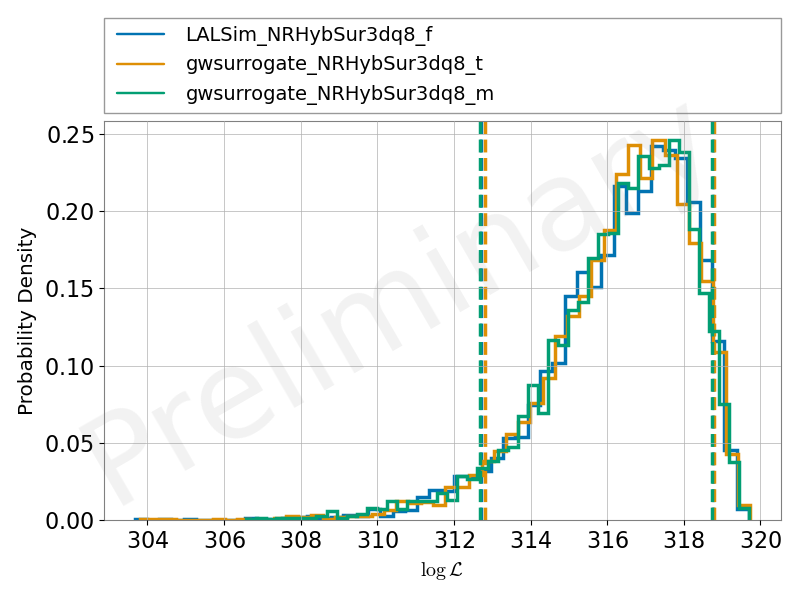 LALSim_NRHybSur3dq8_f
gwsurrogate_NRHybSur3dq8_t
gwsurrogate_NRHybSur3dq8_m
0.25
0.20
0.15
0.10
0.05
0.00
Probability Density
Preliminary
304 306 308 310 312 314 316 318 320
log ℒ